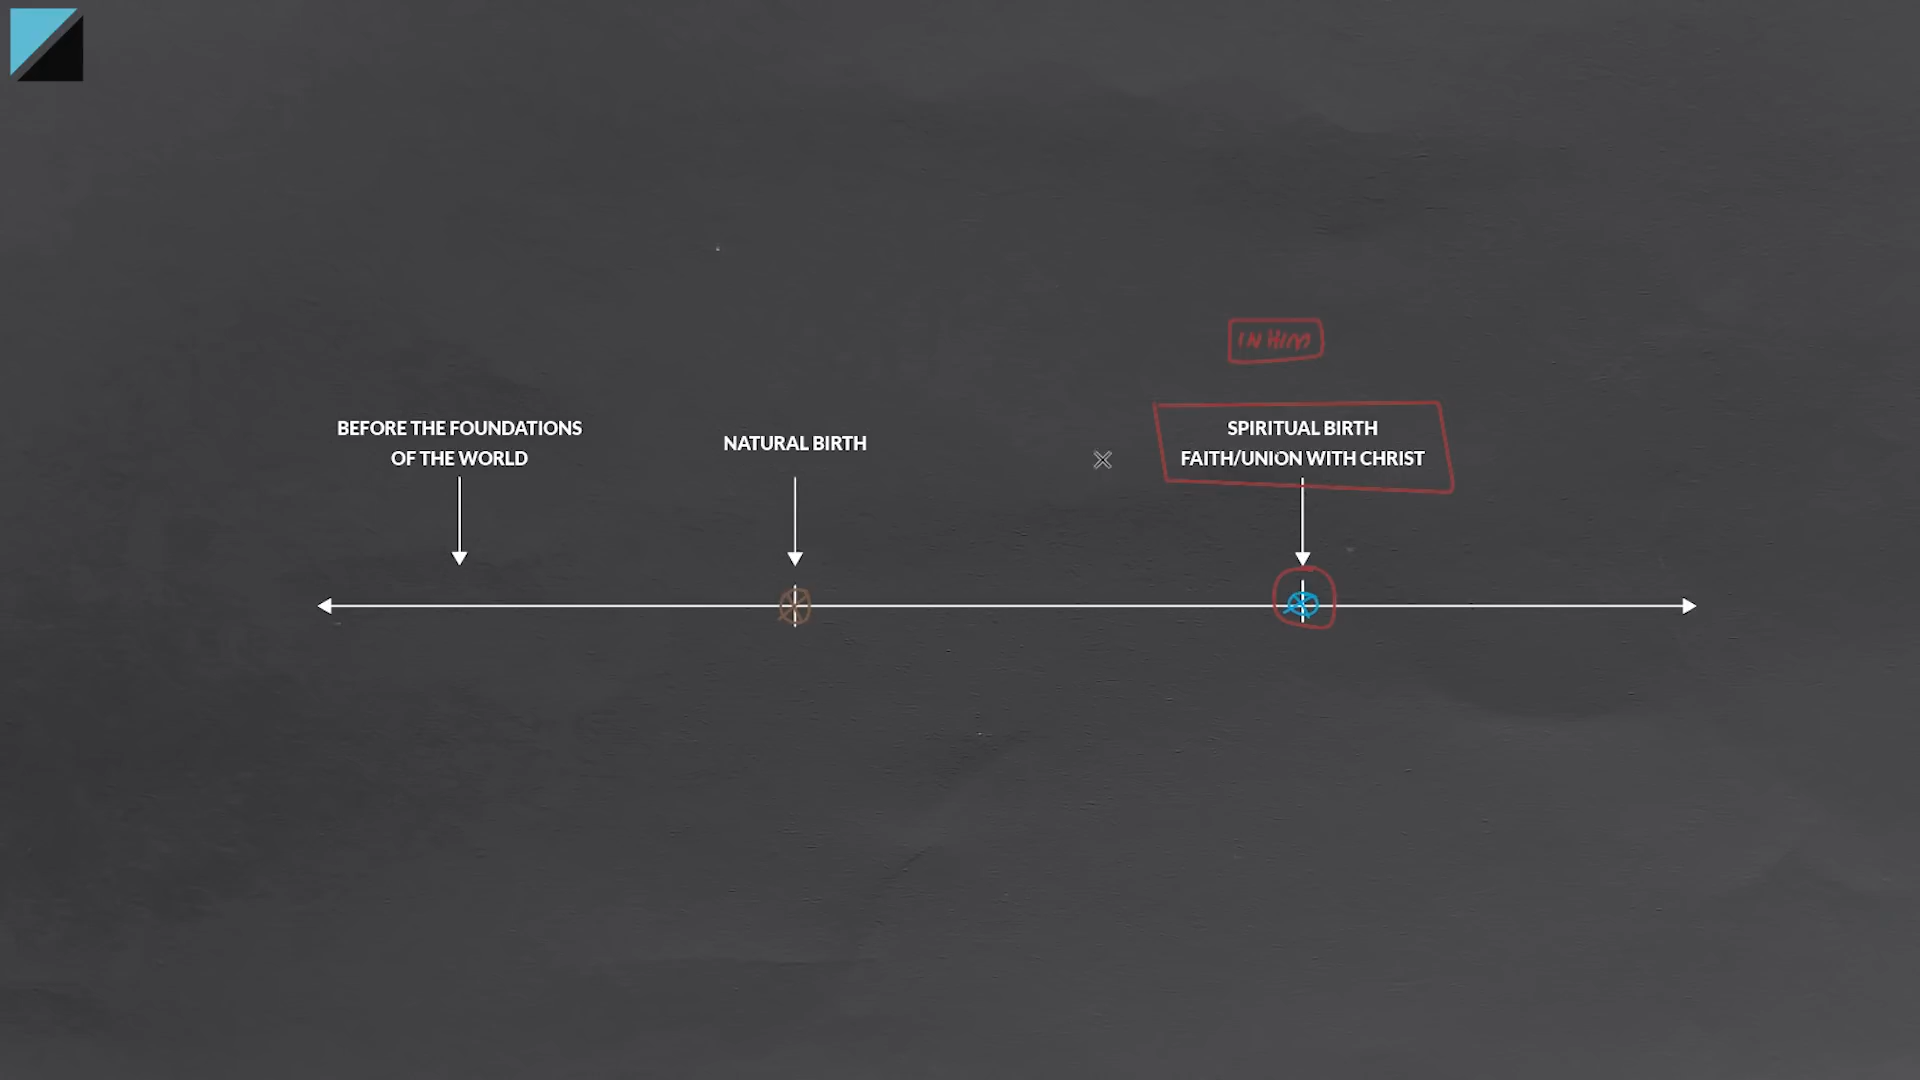 IN HIM
BEFORE THE FOUNDATIONS
OF THE WORLD
NATURAL BIRTH
SPIRITUAL BIRTH
FAITH/UNION WITH CHRIST